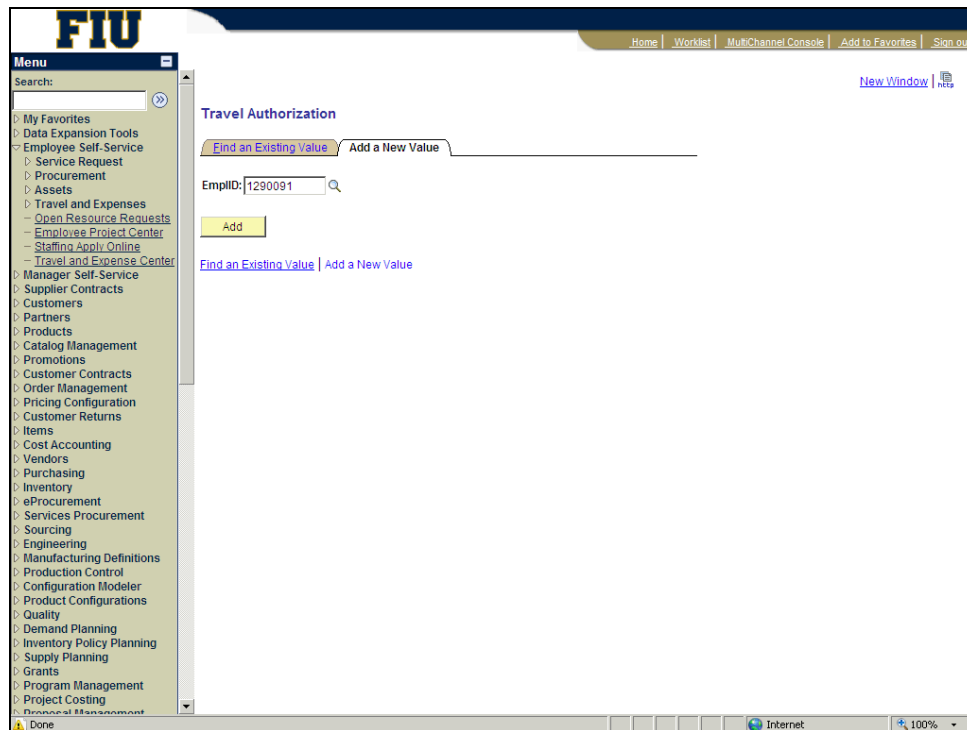 FIU
Home | Worklist | MultiChannel Console | Add to Favorites | Sign ou
Menu
Search:
New Window | http
My Favorites
Data Expansion Tools
Employee Self-Service
Service Request
Procurement
Assets
Travel and Expenses
Open Resource Requests
Employee Project Center
Staffing Apply Online
Travel and Expense Center
Manager Self-Service
Supplier Contracts
Customers
Partners
Products
Catalog Management
Promotions
Customer Contracts
Order Management
Pricing Configuration
Customer Returns
Items
Cost Accounting
Vendors
Purchasing
Inventory
eProcurement
Services Procurement
Sourcing
Engineering
Manufacturing Definitions
Production Control
Configuration Modeler
Product Configurations
Quality
Demand Planning
Inventory Policy Planning
Supply Planning
Grants
Program Management
Project Costing
Proposal Management
Travel Authorization
Find an Existing Value
Add a New Value
EmplID: 1290091
Add
Find an Existing Value | Add a New Value
Done
Internet
100%